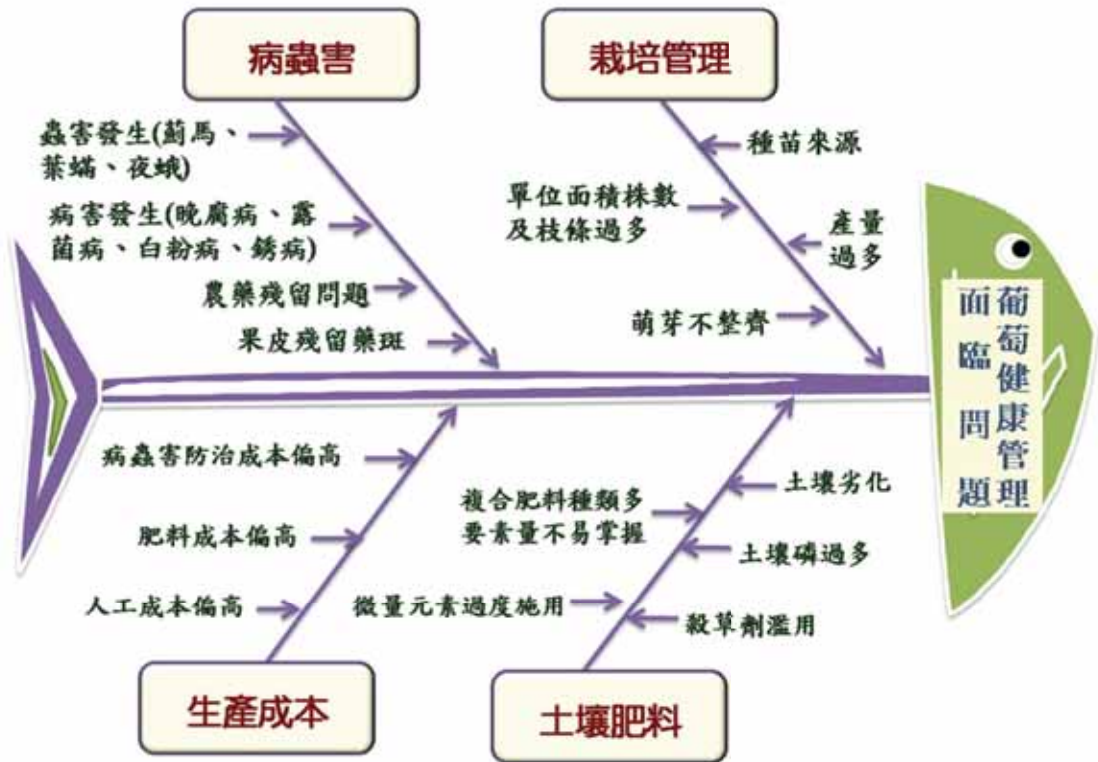 病蟲害
蟲害發生(薊馬、
葉蟎、夜蛾)
病害發生(晚腐病、露
菌病、白粉病、銹病)
農藥殘留問題
果皮殘留藥斑
栽培管理
種苗來源
單位面積株數
及枝條過多
產量
過多
萌芽不整齊
葡萄健康管理
面臨問題
病蟲害防治成本偏高
肥料成本偏高
人工成本偏高
生產成本
土壤劣化
複合肥料種類多
要素量不易掌握
土壤磷過多
微量元素過度施用
殺草劑濫用
土壤肥料